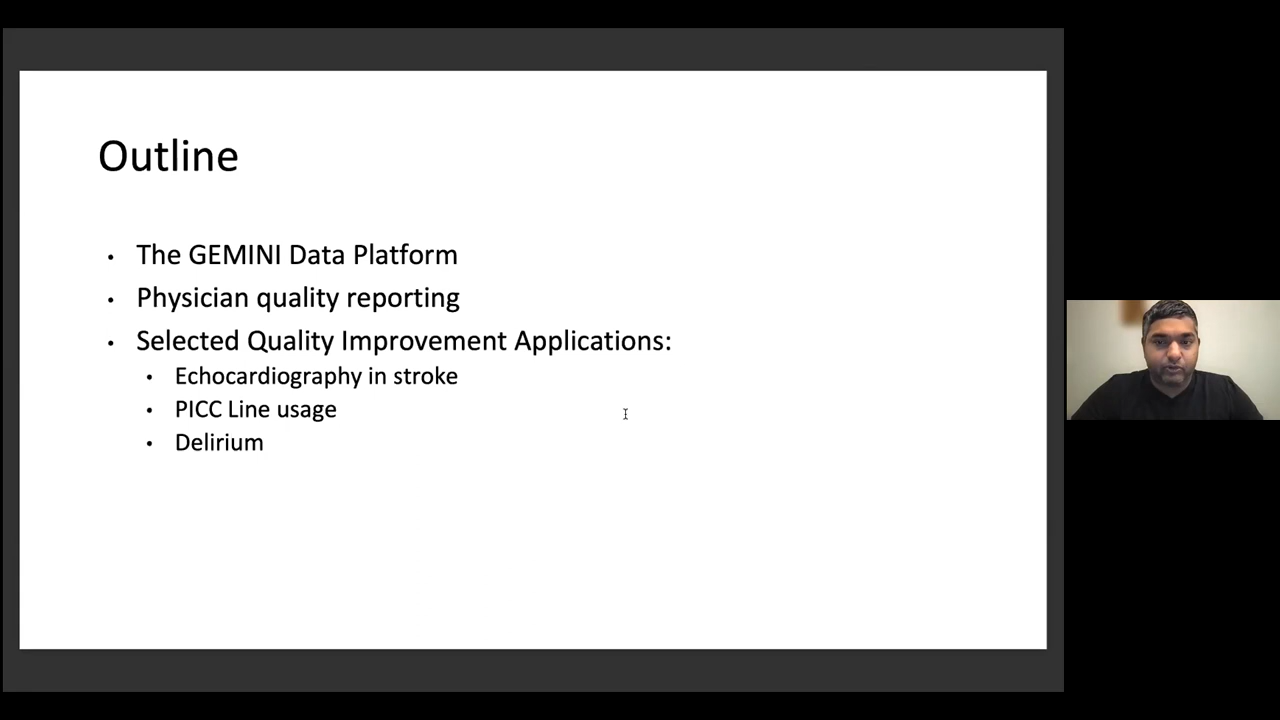 Outline
• The GEMINI Data Platform
• Physician quality reporting
• Selected Quality Improvement Applications:
• Echocardiography in stroke
• PICC Line usage
• Delirium